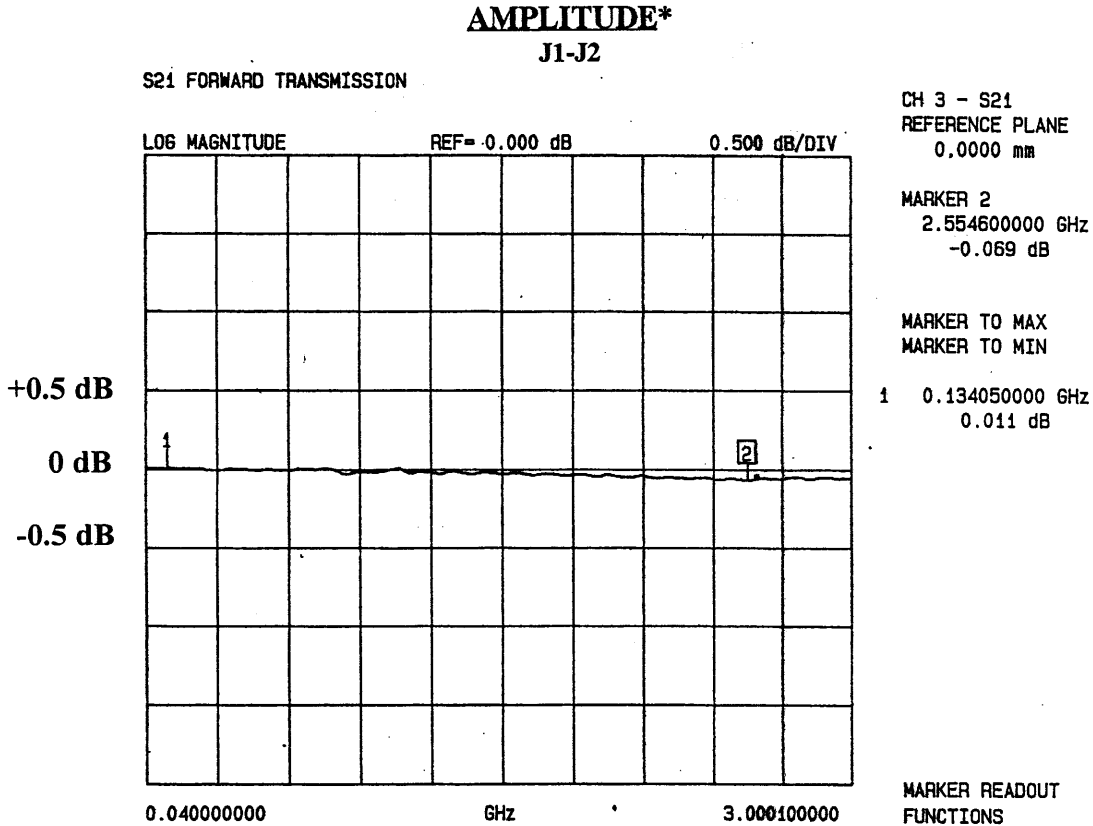 AMPLITUDE*
J1-J2
S21 FORWARD TRANSMISSION
LOG MAGNITUDE REF= 0.000 dB 0.500 dB/DIV
CH 3 - S21
REFERENCE PLANE
0.0000 mm
MARKER 2
2.554600000 GHz
-0.069 dB
MARKER TO MAX
MARKER TO MIN
1 0.134050000 GHz
0.011 dB
+0.5 dB
0 dB
-0.5 dB
1
2
0.040000000 GHz 3.000100000
MARKER READOUT
FUNCTIONS